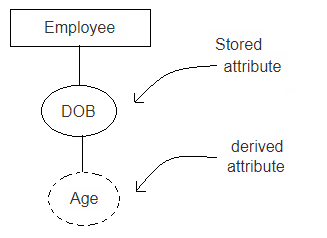 Employee
Stored
attribute
DOB
derived
attribute
Age